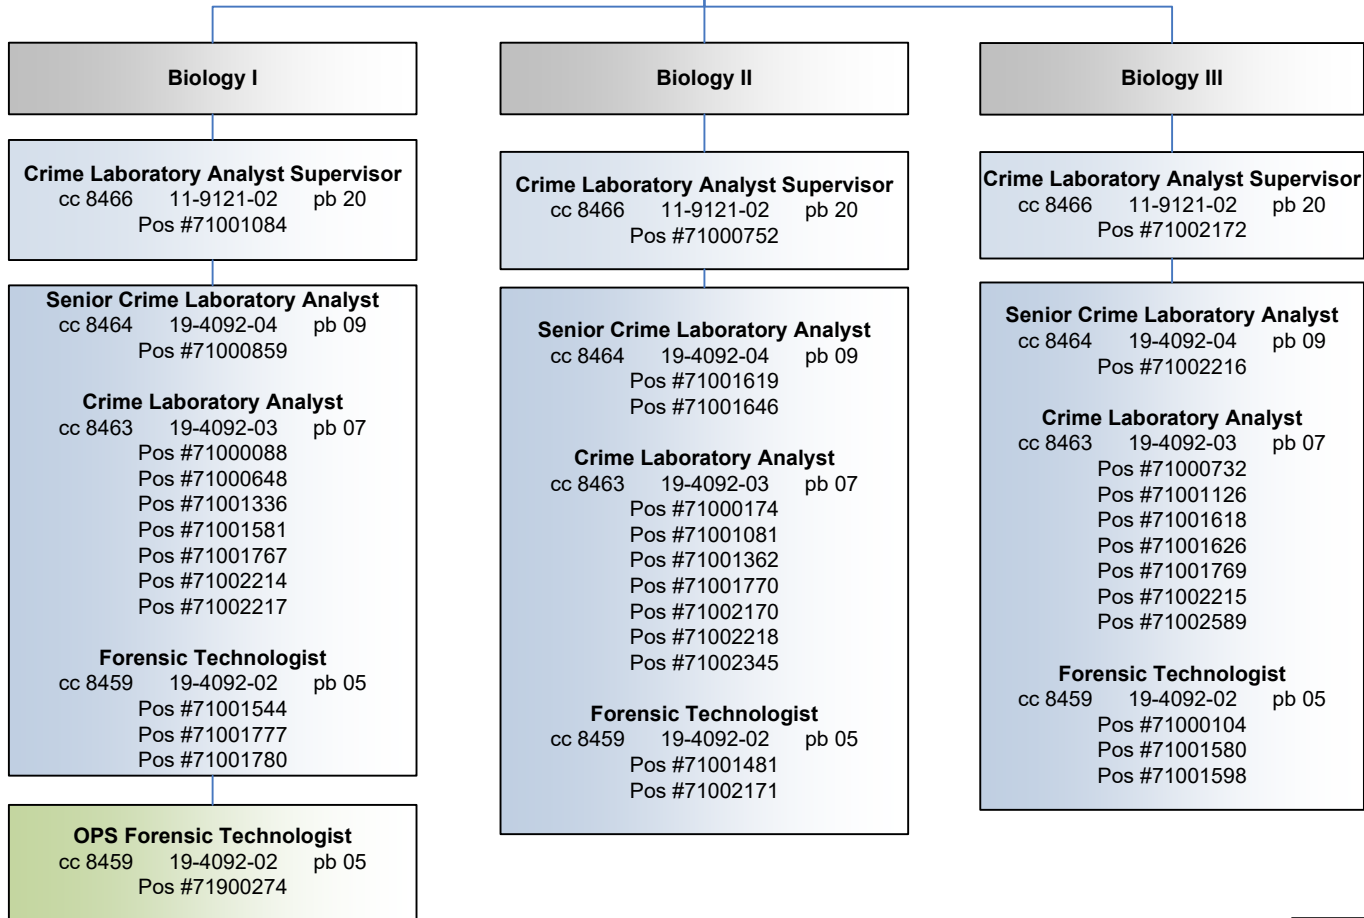 Biology I
Crime Laboratory Analyst Supervisor
cc 8466 11-9121-02 pb 20
Pos #71001084
Senior Crime Laboratory Analyst
cc 8464 19-4092-04 pb 09
Pos #71000859
Crime Laboratory Analyst
cc 8463 19-4092-03 pb 07
Pos #71000088
Pos #71000648
Pos #71001336
Pos #71001581
Pos #71001767
Pos #71002214
Pos #71002217
Forensic Technologist
cc 8459 19-4092-02 pb 05
Pos #71001544
Pos #71001777
Pos #71001780
OPS Forensic Technologist
cc 8459 19-4092-02 pb 05
Pos #71900274
Biology II
Crime Laboratory Analyst Supervisor
cc 8466 11-9121-02 pb 20
Pos #71000752
Senior Crime Laboratory Analyst
cc 8464 19-4092-04 pb 09
Pos #71001619
Pos #71001646
Crime Laboratory Analyst
cc 8463 19-4092-03 pb 07
Pos #71000174
Pos #71001081
Pos #71001362
Pos #71001770
Pos #71002170
Pos #71002218
Pos #71002345
Forensic Technologist
cc 8459 19-4092-02 pb 05
Pos #71001481
Pos #71002171
Biology III
Crime Laboratory Analyst Supervisor
cc 8466 11-9121-02 pb 20
Pos #71002172
Senior Crime Laboratory Analyst
cc 8464 19-4092-04 pb 09
Pos #71002216
Crime Laboratory Analyst
cc 8463 19-4092-03 pb 07
Pos #71000732
Pos #71001126
Pos #71001618
Pos #71001626
Pos #71001769
Pos #71002215
Pos #71002589
Forensic Technologist
cc 8459 19-4092-02 pb 05
Pos #71000104
Pos #71001580
Pos #71001598